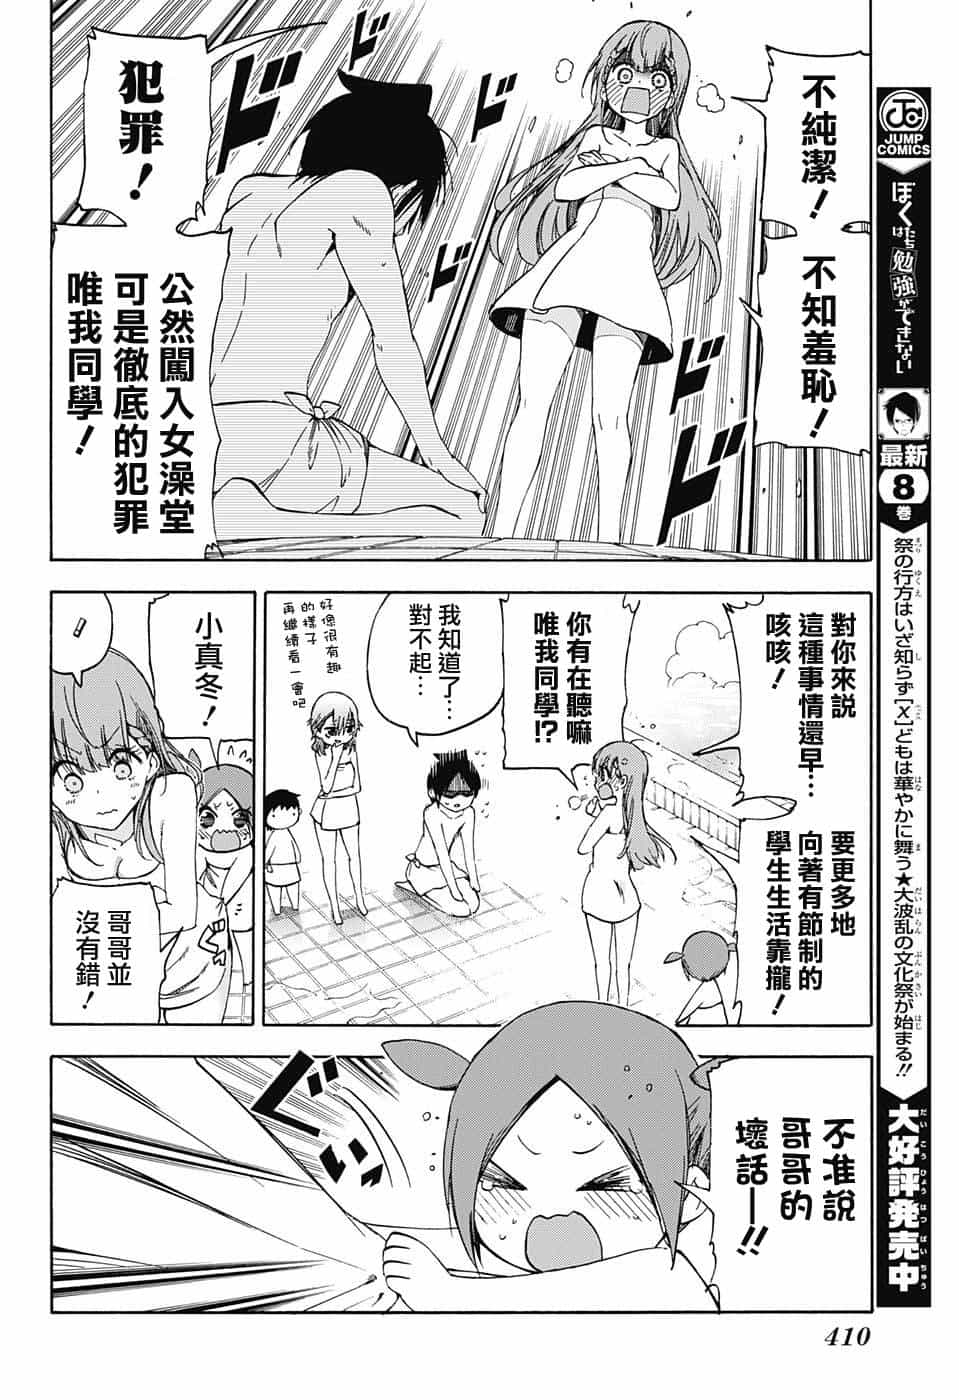 不純潔！
不知羞恥！
犯罪！
公然闖入女澡堂
可是徹底的犯罪
唯我同學！
ドドドド
ドドド
對你來說
這種事情還早…
咳咳！
要更多地
向著有節制的
學生生活靠攏！
你有在聽嘛
唯我同學!?
我知道了…
對不起…
好像很有趣
的樣子
再繼續看一會吧
小真冬！
！
哥哥並
沒有錯！
不准說
哥哥的
壞話—!!
JUMP
COMICS
ぼくたちは勉強ができない
最新
8
巻
祭の行方はいざ知らず［X］どもは華やかに舞う★大波乱の文化祭が始まる!!
大好評発売中
410